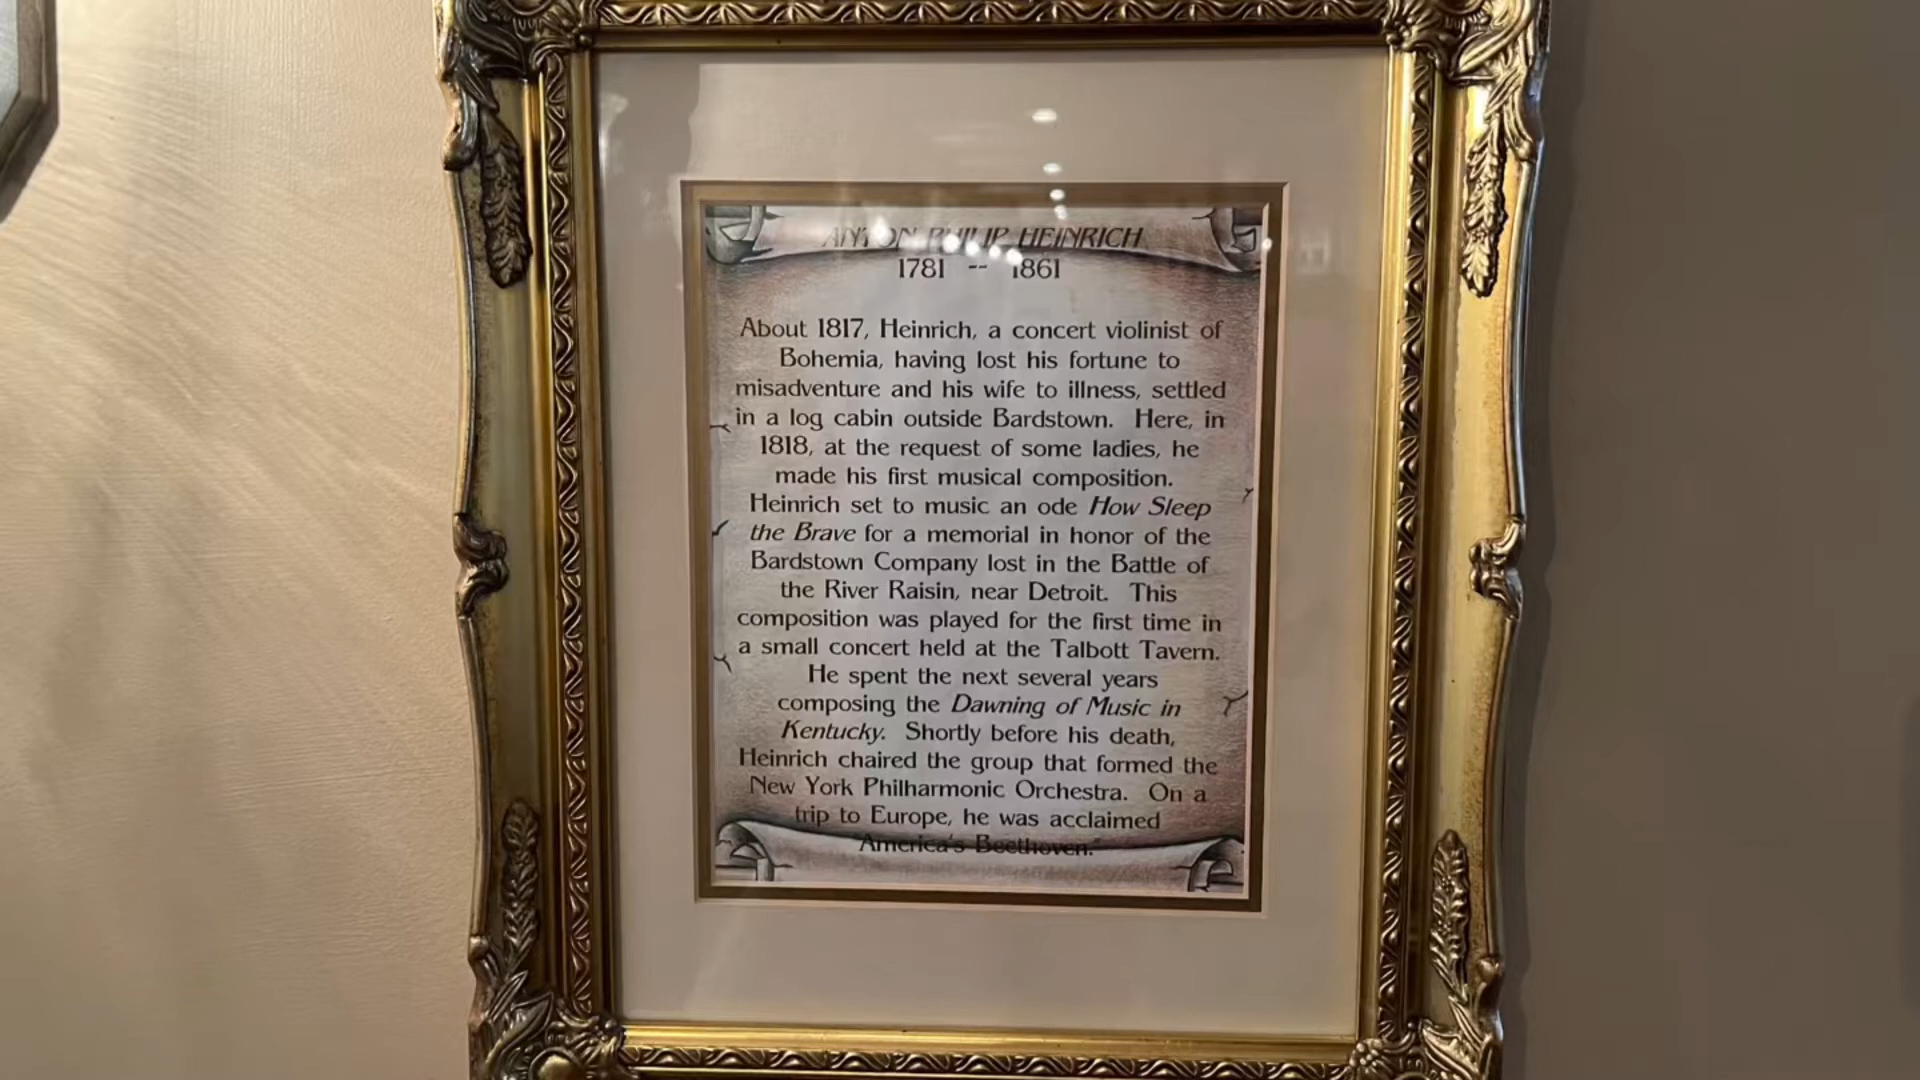 ANTON PHILIP HEINRICH
1781 -- 1861
About 1817, Heinrich, a concert violinist of
Bohemia, having lost his fortune to
misadventure and his wife to illness, settled
in a log cabin outside Bardstown. Here, in
1818, at the request of some ladies, he
made his first musical composition.
Heinrich set to music an ode How Sleep
the Brave for a memorial in honor of the
Bardstown Company lost in the Battle of
the River Raisin, near Detroit. This
composition was played for the first time in
a small concert held at the Talbott Tavern.
He spent the next several years
composing the Dawning of Music in
Kentucky. Shortly before his death,
Heinrich chaired the group that formed the
New York Philharmonic Orchestra. On a
trip to Europe, he was acclaimed
"America's Beethoven."